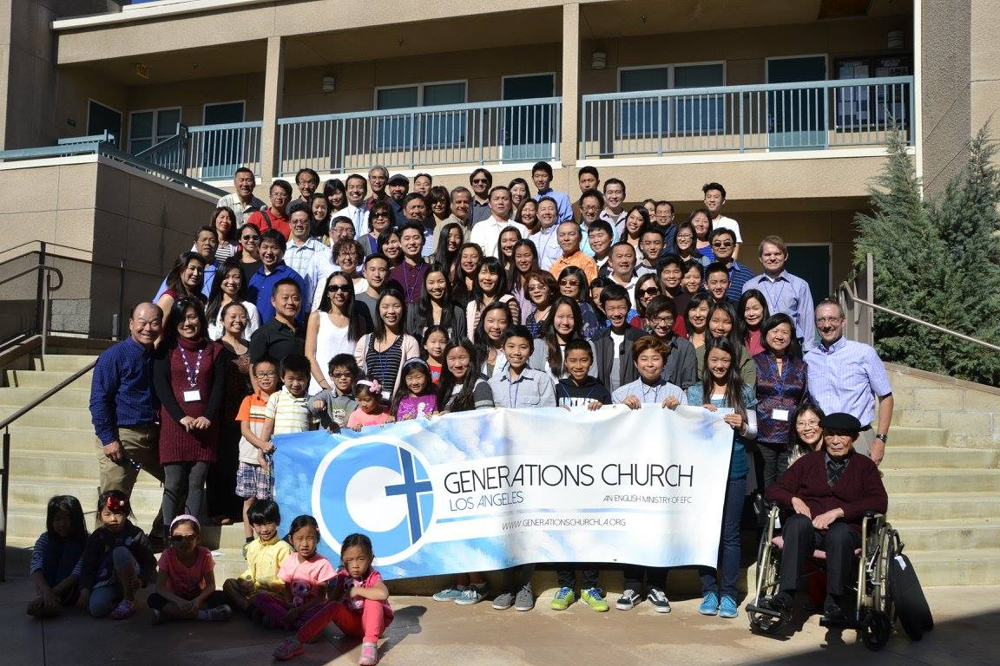 GENERATIONS CHURCH
LOS ANGELES
AN ENGLISH MINISTRY OF EFC
WWW.GENERATIONSCHURCHLA.ORG